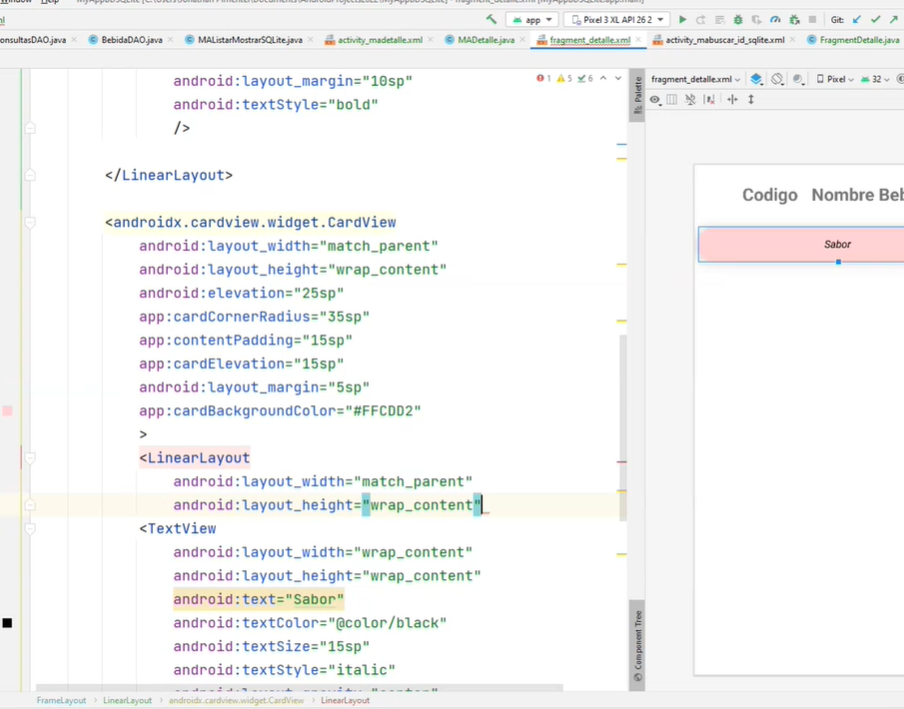 app
Pixel 3 XL API 26 2
Git:
ConsultasDAO.java
BebidaDAO.java
MAListarMostrarSQLite.java
activity_madetalle.xml
MADetalle.java
fragment_detalle.xml
activity_mabuscar_id_sqlite.xml
FragmentDetalle.java
android:layout_margin="10sp"
android:textStyle="bold"
/>
</LinearLayout>
<androidx.cardview.widget.CardView
android:layout_width="match_parent"
android:layout_height="wrap_content"
android:elevation="25sp"
app:cardCornerRadius="35sp"
app:contentPadding="15sp"
app:cardElevation="15sp"
android:layout_margin="5sp"
app:cardBackgroundColor="#FFCDD2"
>
<LinearLayout
android:layout_width="match_parent"
android:layout_height="wrap_content"
<TextView
android:layout_width="wrap_content"
android:layout_height="wrap_content"
android:text="Sabor"
android:textColor="@color/black"
android:textSize="15sp"
android:textStyle="italic"
1 5 6
Palette
Component Tree
fragment_detalle.xml
Pixel
32
Codigo Nombre Beb
Sabor
FrameLayout
LinearLayout
androidx.cardview.widget.CardView
LinearLayout